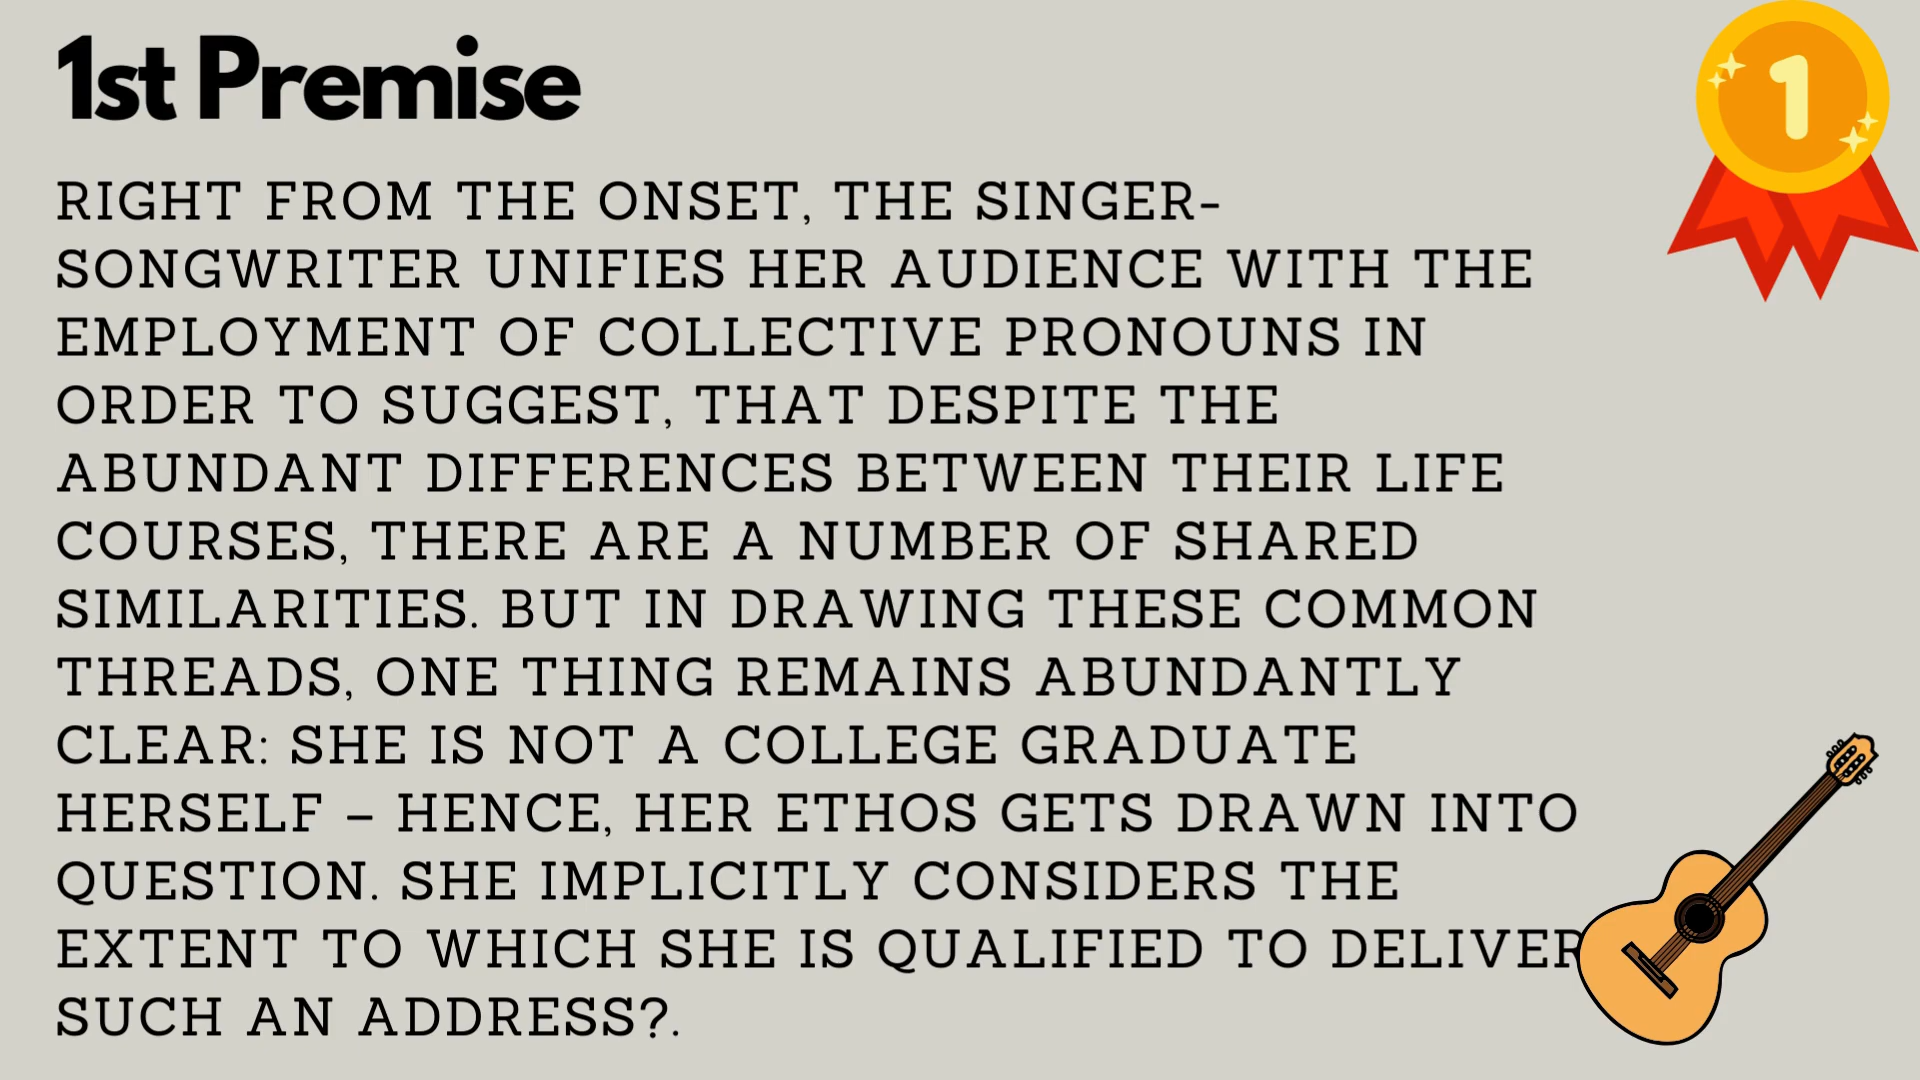 1st Premise
1
RIGHT FROM THE ONSET, THE SINGER-
SONGWRITER UNIFIES HER AUDIENCE WITH THE
EMPLOYMENT OF COLLECTIVE PRONOUNS IN
ORDER TO SUGGEST, THAT DESPITE THE
ABUNDANT DIFFERENCES BETWEEN THEIR LIFE
COURSES, THERE ARE A NUMBER OF SHARED
SIMILARITIES. BUT IN DRAWING THESE COMMON
THREADS, ONE THING REMAINS ABUNDANTLY
CLEAR: SHE IS NOT A COLLEGE GRADUATE
HERSELF – HENCE, HER ETHOS GETS DRAWN INTO
QUESTION. SHE IMPLICITLY CONSIDERS THE
EXTENT TO WHICH SHE IS QUALIFIED TO DELIVER
SUCH AN ADDRESS?.